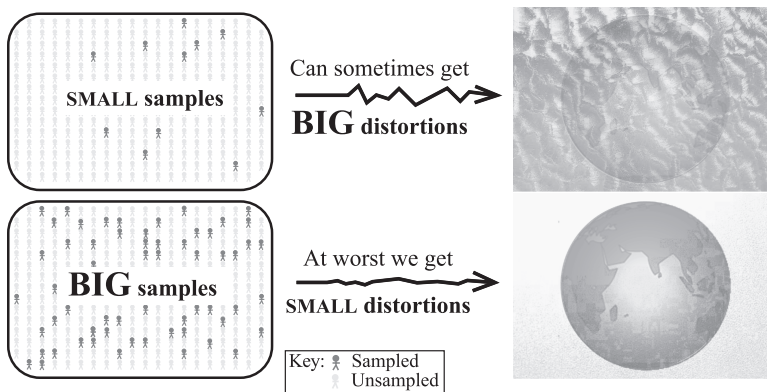 SMALL samples
Can sometimes get
BIG distortions
BIG samples
At worst we get
SMALL distortions
Key: Sampled
Unsampled